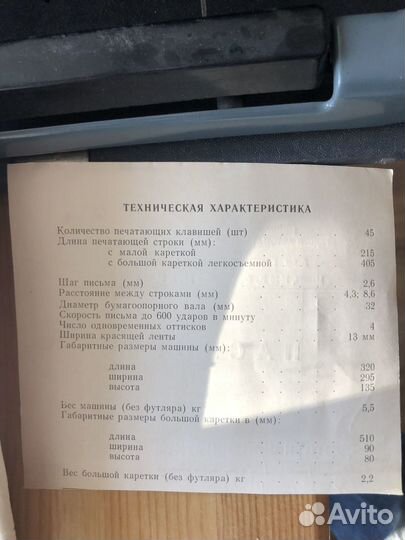 ТЕХНИЧЕСКАЯ ХАРАКТЕРИСТИКА
Количество печатающих клавишей (шт) . . . 45
Длина печатающей строки (мм):
с малой кареткой . . . 215
с большой кареткой легкосъемной . . . 405
Шаг письма (мм) . . . 2,6
Расстояние между строками (мм) . . . 4,3; 8,6
Диаметр бумагоопорного вала (мм) . . . 32
Скорость письма до 600 ударов в минуту
Число одновременных оттисков . . . 4
Ширина красящей ленты . . . 13 мм
Габаритные размеры машины (мм):
длина . . . 320
ширина . . . 295
высота . . . 135
Вес машины (без футляра) кг . . . 5,5
Габаритные размеры большой каретки в (мм):
длина . . . 510
ширина . . . 90
высота . . . 80
Вес большой каретки (без футляра) кг . . . 2,2
Avito